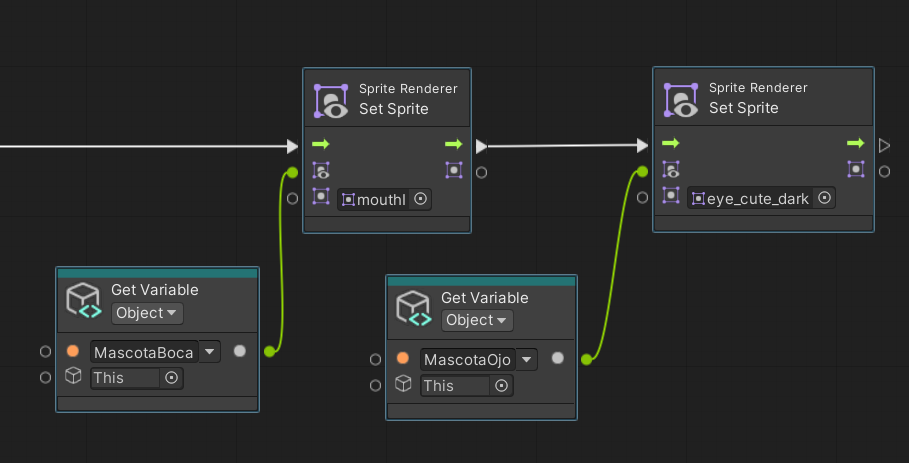 Sprite Renderer
Set Sprite
mouthI
Sprite Renderer
Set Sprite
eye_cute_dark
Get Variable
Object
MascotaBoca
This
Get Variable
Object
MascotaOjo
This